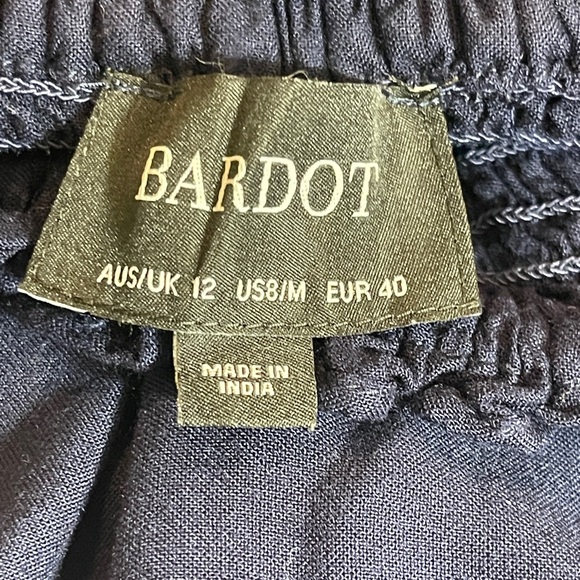 BARDOT
AUS/UK 12 US8/M EUR 40
MADE IN
INDIA